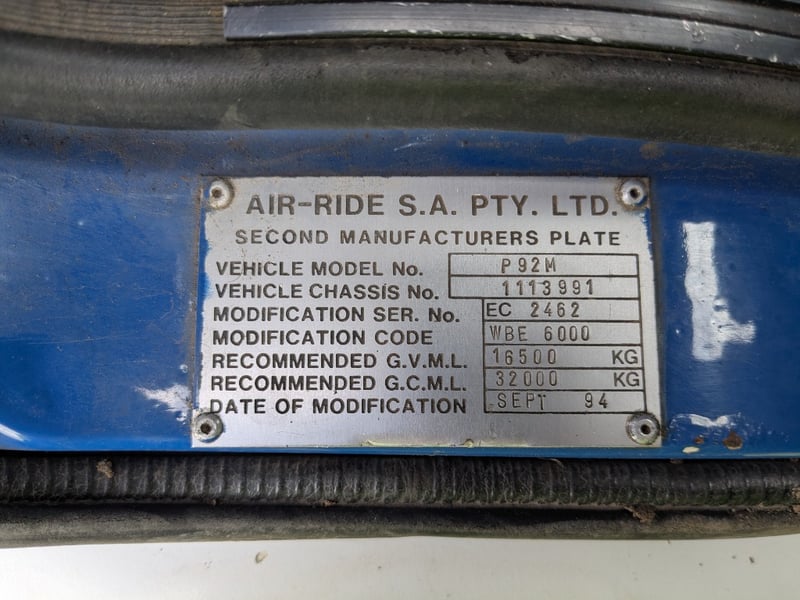 AIR-RIDE S.A. PTY. LTD.
SECOND MANUFACTURERS PLATE
VEHICLE MODEL No. P92M
VEHICLE CHASSIS No. 1113991
MODIFICATION SER. No. EC 2462
MODIFICATION CODE WBE 6000
RECOMMENDED G.V.M.L. 16500 KG
RECOMMENDED G.C.M.L. 32000 KG
DATE OF MODIFICATION SEPT 94